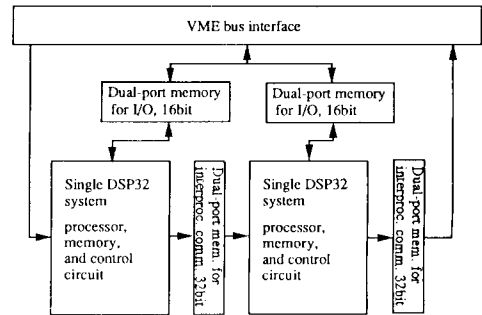 VME bus interface
Dual-port memory
for I/O, 16bit
Dual-port memory
for I/O, 16bit
Single DSP32
system
processor,
memory,
and control
circuit
Dual-port mem. for
interproc. comm. 32bit
Single DSP32
system
processor,
memory,
and control
circuit
Dual-port mem. for
interproc. comm. 32bit